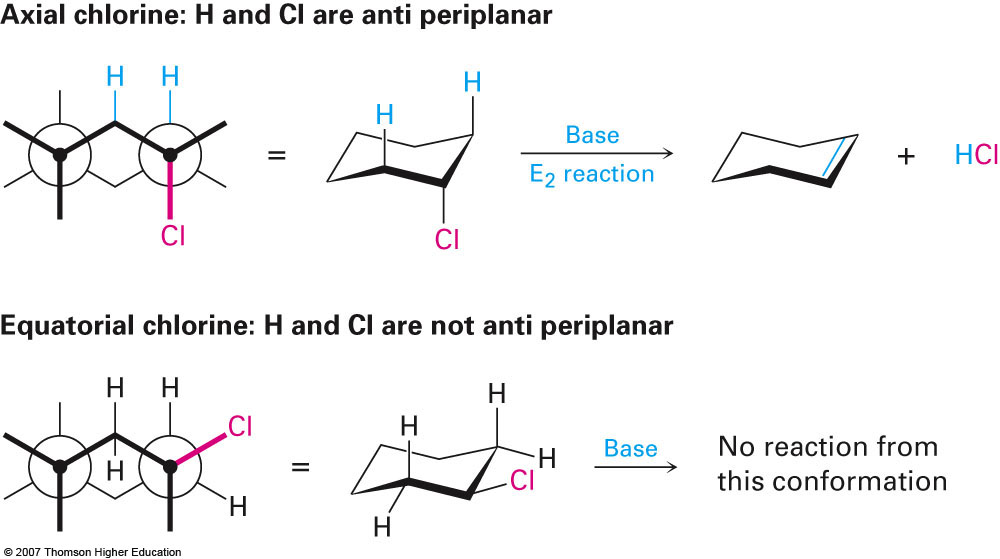 Axial chlorine: H and Cl are anti periplanar
H H
Cl
=
H
H
Cl
Base
E₂ reaction
+
HCl
Equatorial chlorine: H and Cl are not anti periplanar
H H
Cl
H
H
=
H
H
H
Cl
H
Base
No reaction from
this conformation
© 2007 Thomson Higher Education